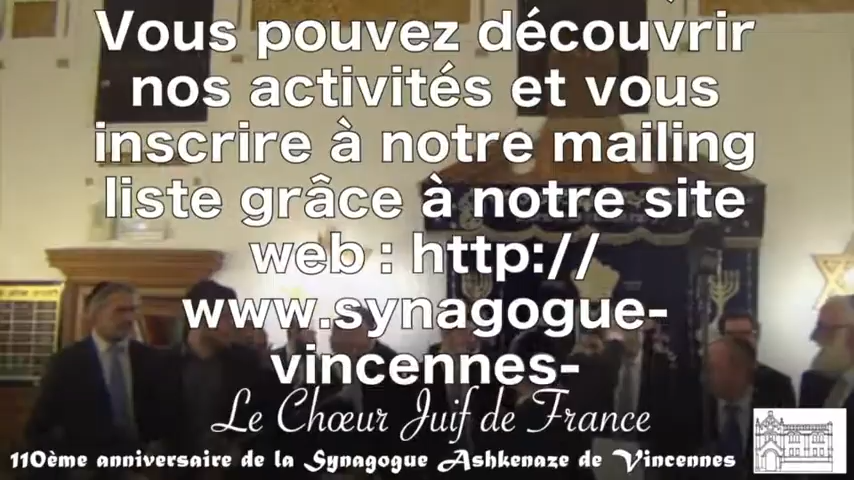 Vous pouvez découvrir
nos activités et vous
inscrire à notre mailing
liste grâce à notre site
web : http://
www.synagogue-
vincennes-
Le Chœur Juif de France
110ème anniversaire de la Synagogue Ashkenaze de Vincennes